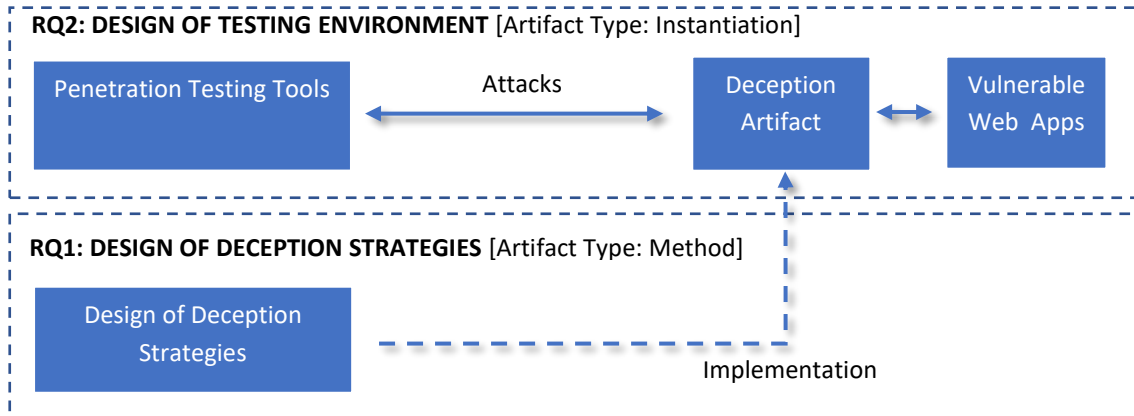 RQ2: DESIGN OF TESTING ENVIRONMENT [Artifact Type: Instantiation]
Penetration Testing Tools
Attacks
Deception
Artifact
Vulnerable
Web Apps
RQ1: DESIGN OF DECEPTION STRATEGIES [Artifact Type: Method]
Design of Deception
Strategies
Implementation